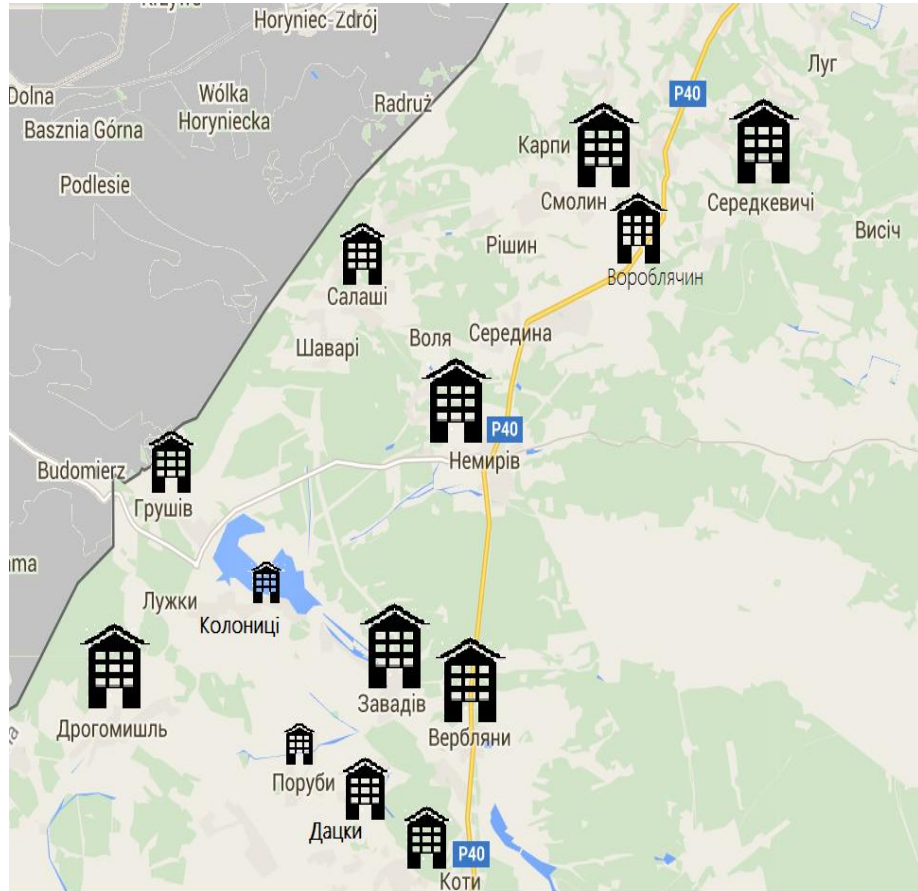 Horyniec-Zdrój
Луг
Dolna
Wólka
Horyniecka
Radruż
P40
Basznia Górna
Карпи
Podlesie
Смолин
Середкевичі
Рішин
Висіч
Вороблячин
Салаші
Шаварі
Воля
Середина
P40
Немирів
Budomierz
Грушів
ama
Лужки
Колониці
Завадів
Дрогомишль
Вербляни
Поруби
Дацки
P40
Коти